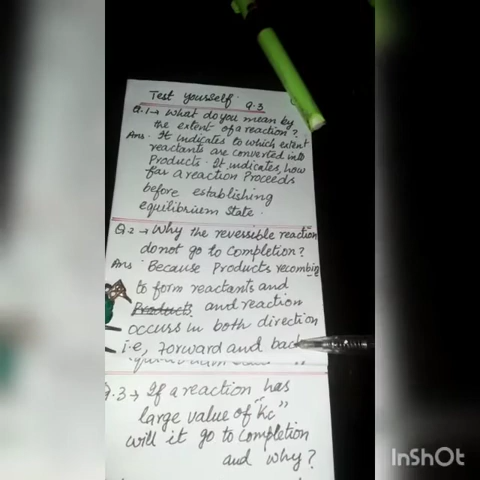 Test yourself 9.3
Q.1→ What do you mean by
the extent of a reaction?
Ans. It indicates to which extent
reactants are converted into
Products. It indicates, how
far a reaction Proceeds
before establishing
equilibrium State.
Q.2→ Why the reversible reaction
do not go to Completion?
Ans. Because Products recombin
to form reactants and
Products and reaction
occurs in both direction
i.e, forward and back
Q.3→ If a reaction has
large value of "Kc"
will it go to Completion
and why?
InShOt